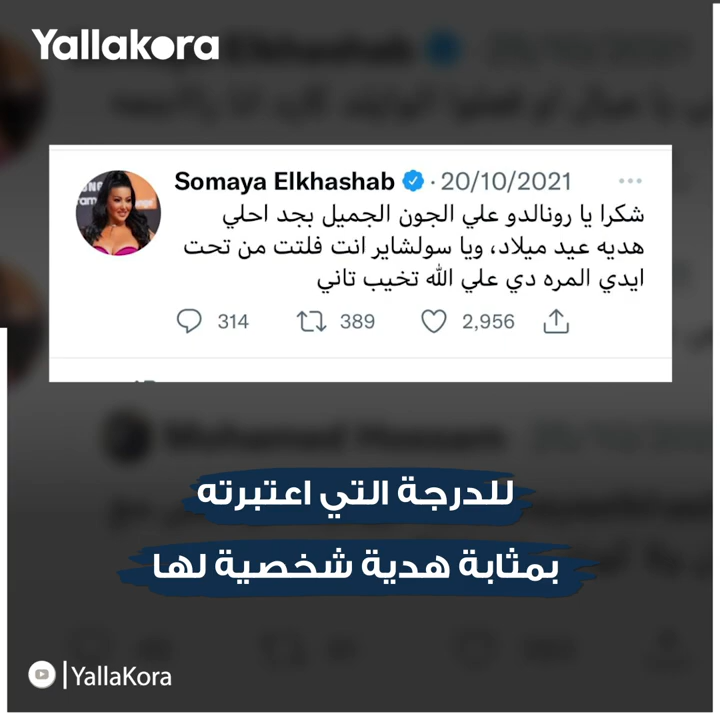 Yallakora
Somaya Elkhashab · 20/10/2021
شكرا يا رونالدو علي الجون الجميل بجد احلي
هديه عيد ميلاد، ويا سولشاير انت فلتت من تحت
ايدي المره دي علي الله تخيب تاني
314 389 2,956
للدرجة التي اعتبرته
بمثابة هدية شخصية لها
YallaKora